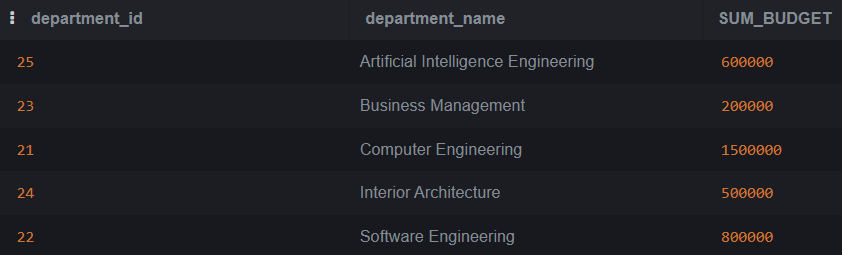 department_id department_name SUM_BUDGET
25 Artificial Intelligence Engineering 600000
23 Business Management 200000
21 Computer Engineering 1500000
24 Interior Architecture 500000
22 Software Engineering 800000